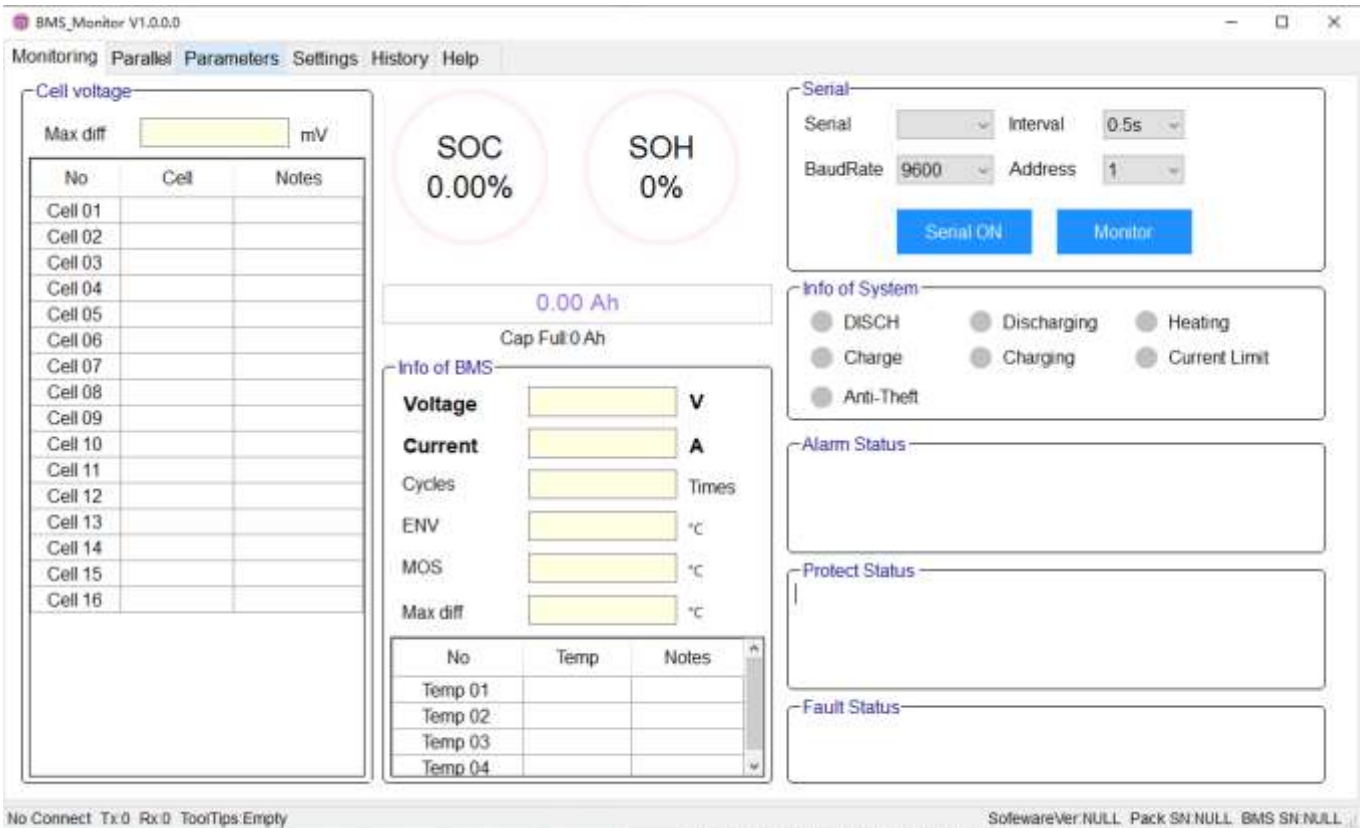 BMS_Monitor V1.0.0.0
Monitoring Parallel Parameters Settings History Help
Cell voltage
Max diff mV
No Cell Notes
Cell 01
Cell 02
Cell 03
Cell 04
Cell 05
Cell 06
Cell 07
Cell 08
Cell 09
Cell 10
Cell 11
Cell 12
Cell 13
Cell 14
Cell 15
Cell 16
SOC
0.00%
SOH
0%
0.00 Ah
Cap Full:0 Ah
Info of BMS
Voltage V
Current A
Cycles Times
ENV °C
MOS °C
Max diff °C
No Temp Notes
Temp 01
Temp 02
Temp 03
Temp 04
Serial
Serial Interval 0.5s
BaudRate 9600 Address 1
Serial ON Monitor
Info of System
DISCH Discharging Heating
Charge Charging Current Limit
Anti-Theft
Alarm Status
Protect Status
Fault Status
No Connect Tx:0 Rx:0 ToolTips:Empty
SofewareVer:NULL Pack SN:NULL BMS SN:NULL